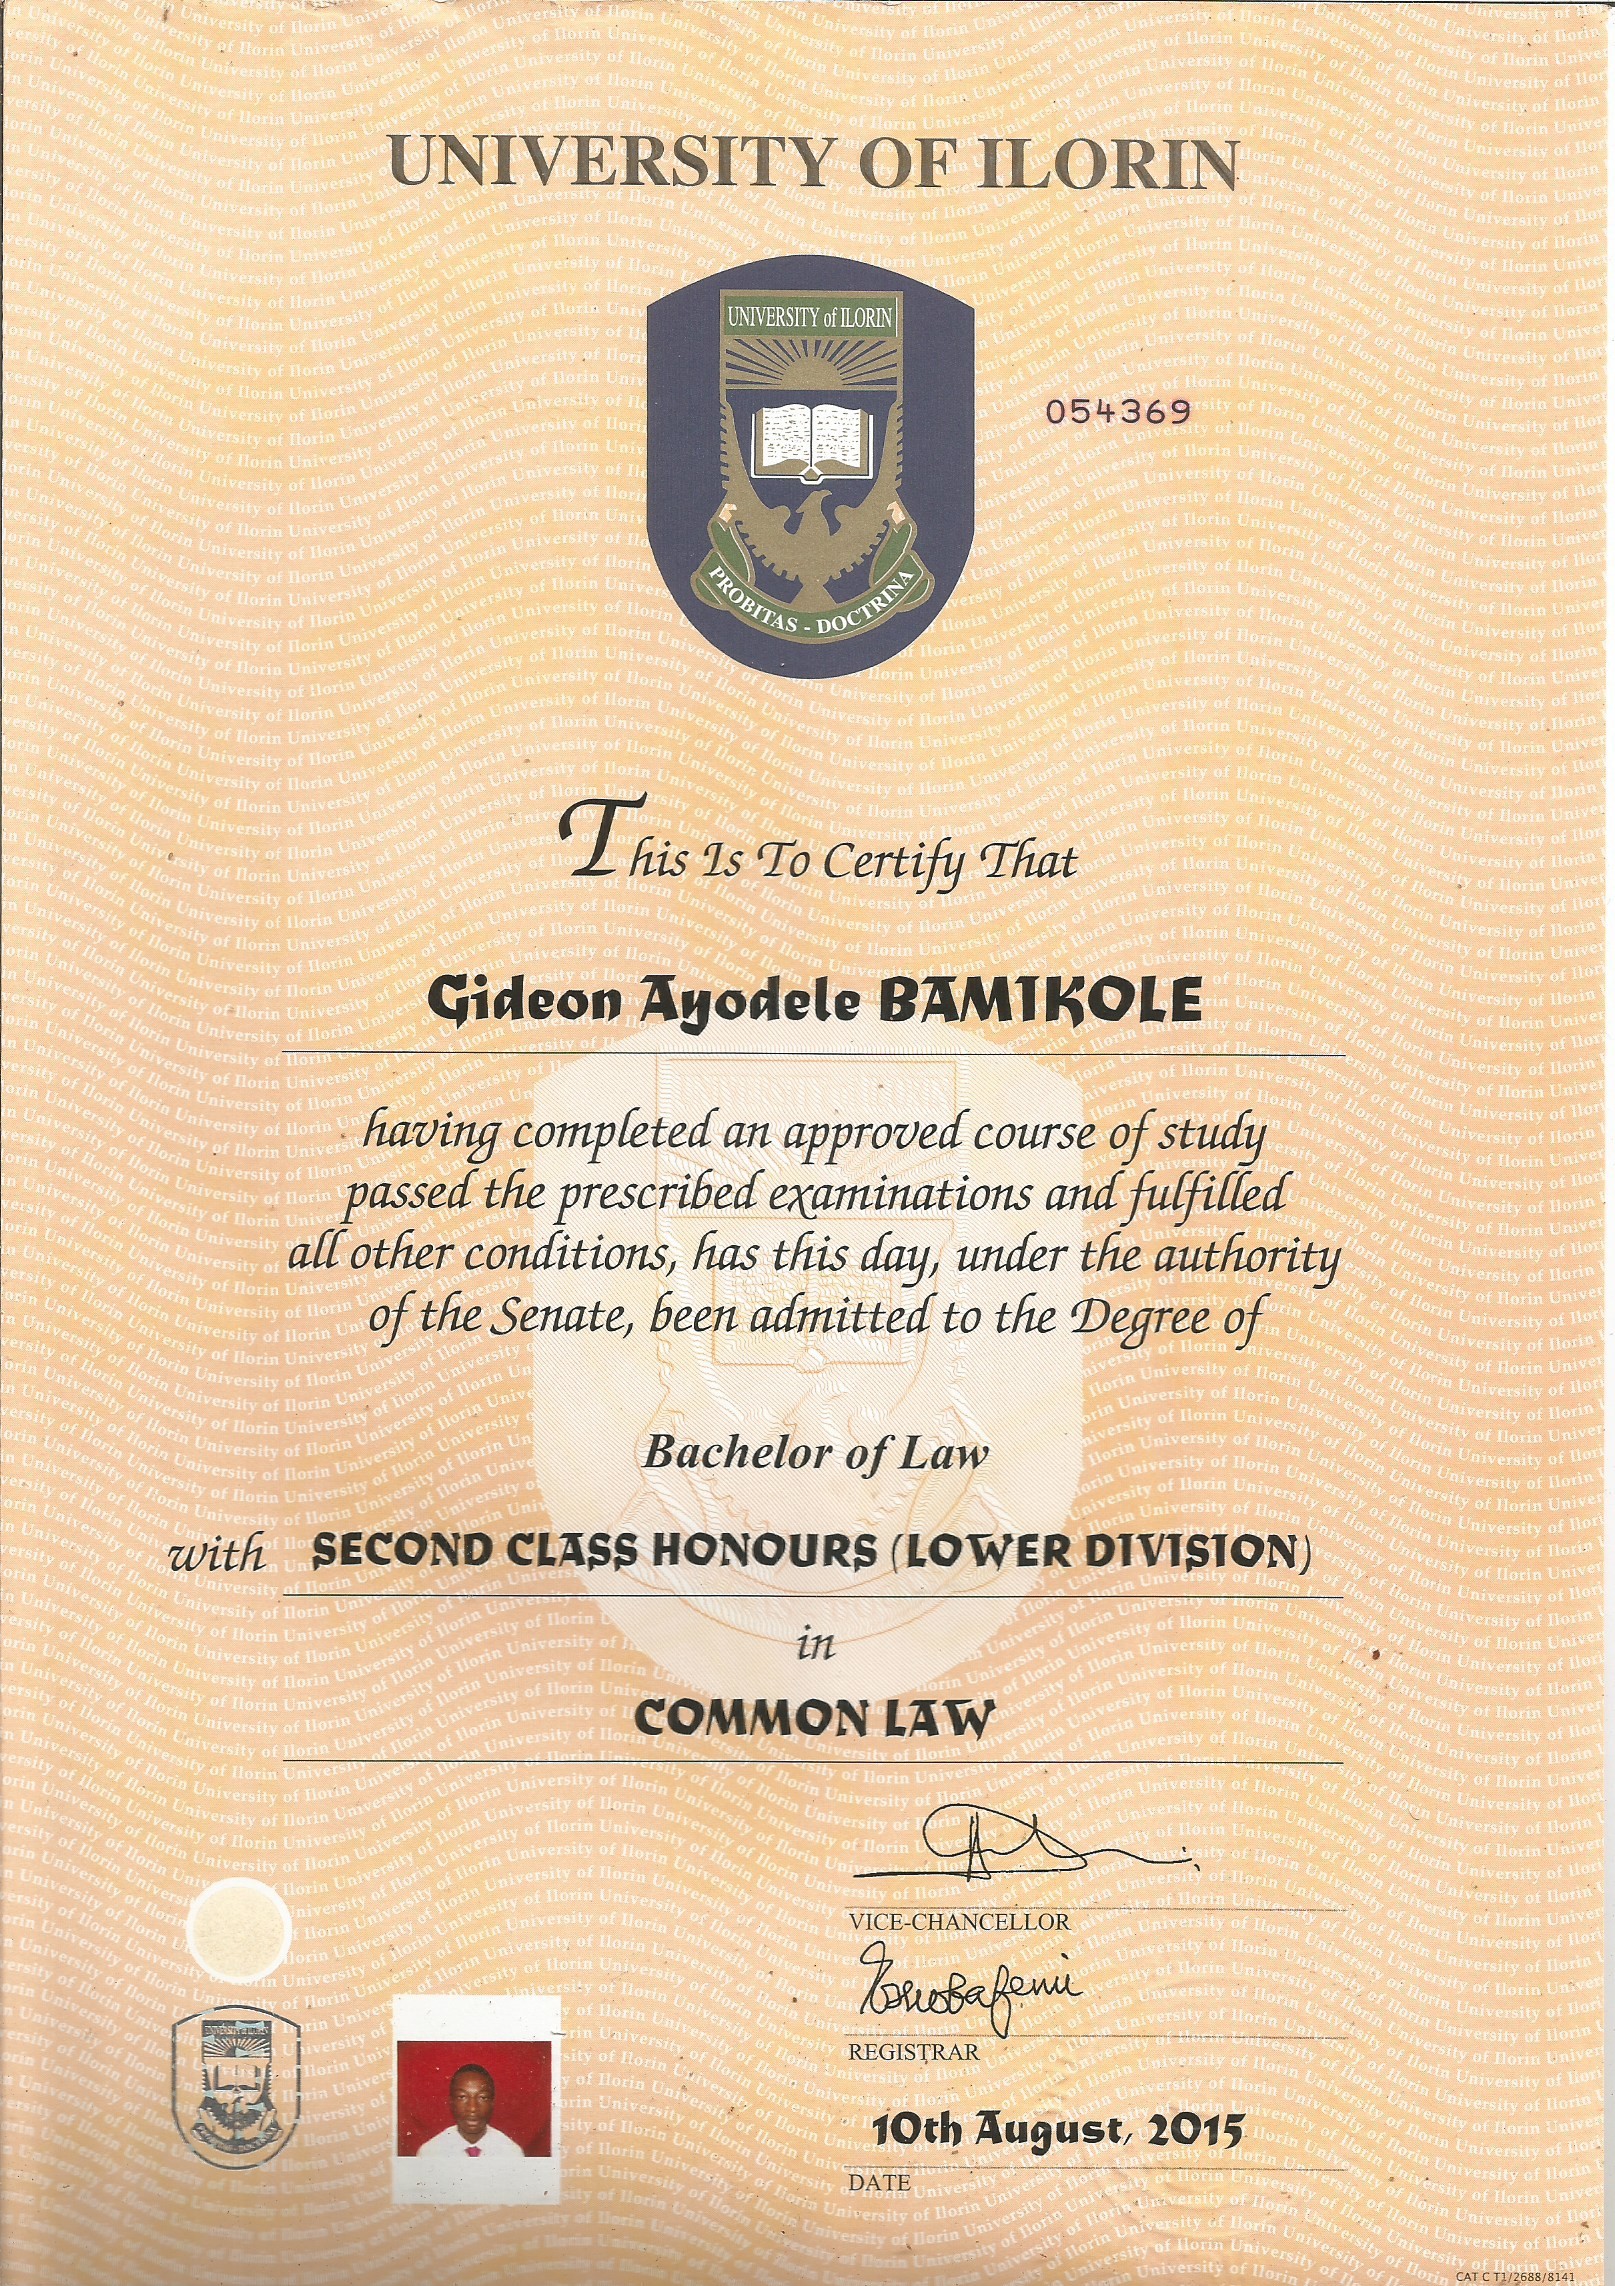 UNIVERSITY OF ILORIN
UNIVERSITY of ILORIN
054369
PROBITAS - DOCTRINA
This Is To Certify That
Gideon Ayodele BAMIKOLE
having completed an approved course of study
passed the prescribed examinations and fulfilled
all other conditions, has this day, under the authority
of the Senate, been admitted to the Degree of
Bachelor of Law
with SECOND CLASS HONOURS (LOWER DIVISION)
in
COMMON LAW
VICE-CHANCELLOR
REGISTRAR
10th August, 2015
DATE
UNIVERSITY of ILORIN
CAT C T1/2688/8141